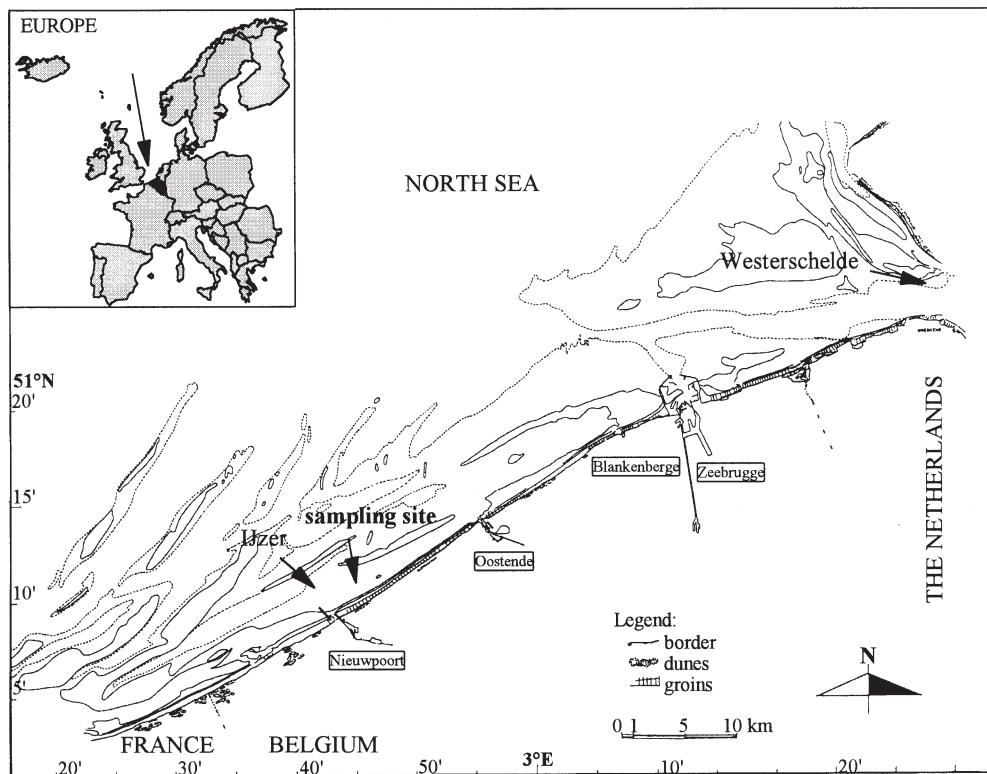 EUROPE
NORTH SEA
Westerschelde
51°N
20'
15'
10'
5'
sampling site
IJzer
Blankenberge
Zeebrugge
Oostende
Nieuwpoort
THE NETHERLANDS
Legend:
border
dunes
groins
N
0 1 5 10 km
FRANCE BELGIUM
20' 30' 40' 50' 3°E 10' 20'